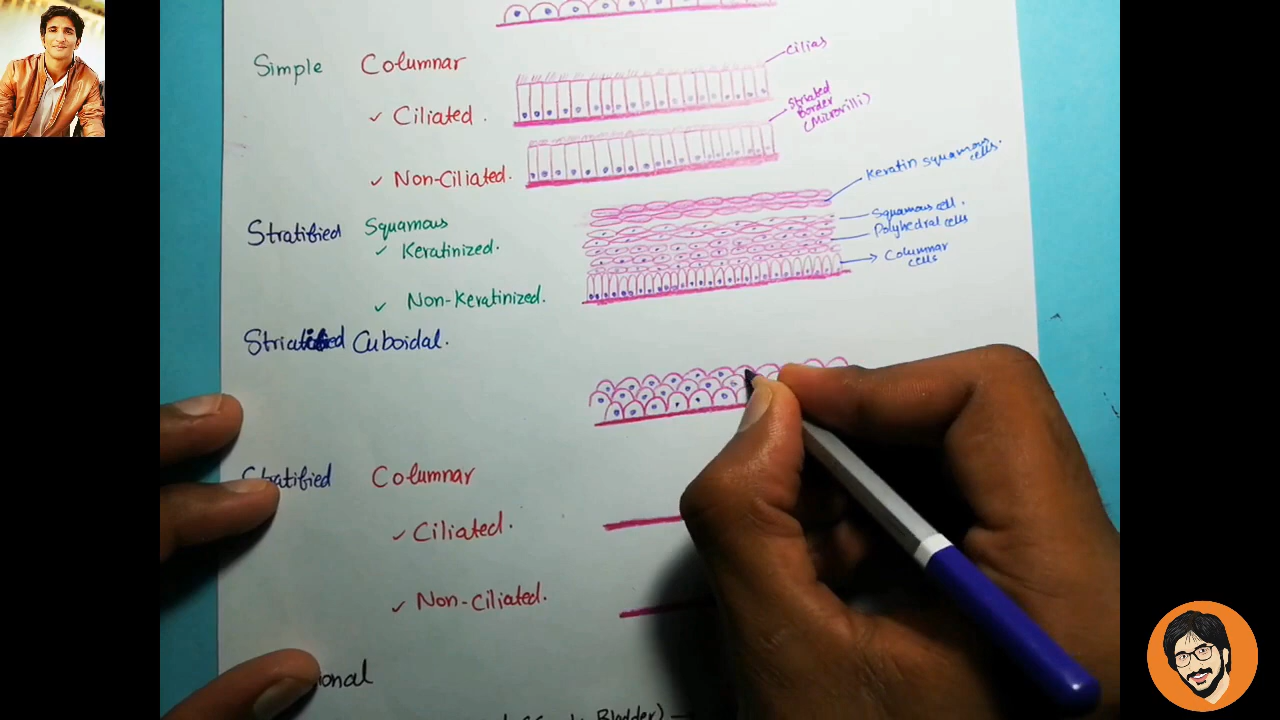 Simple Columnar
Cilias
✓ Ciliated.
Striated
Border
(Microvilli)
✓ Non-Ciliated.
Keratin squamous
cells.
Stratified Squamous
✓ Keratinized.
Squamous cell.
Polyhedral cells
Columnar
cells
✓ Non-Keratinized.
Cuboidal.
Stratified Columnar
✓ Ciliated.
✓ Non-Ciliated.
ional
Bladder)